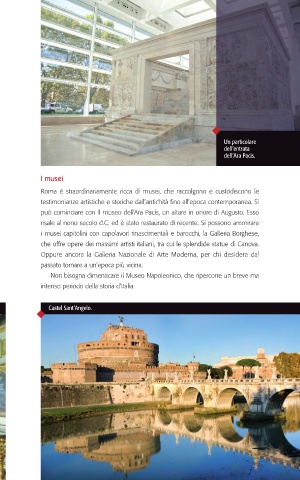 Un particolare
dell'entrata
dell'Ara Pacis.
I musei
Roma è straordinariamente ricca di musei, che raccolgono e custodiscono le
testimonianze artistiche e storiche dall'antichità fino all'epoca contemporanea. Si
può cominciare con il museo dell'Ara Pacis, un altare in onore di Augusto. Esso
risale al nono secolo d.C. ed è stato restaurato di recente. Si possono ammirare
i musei capitolini con capolavori rinascimentali e barocchi, la Galleria Borghese,
che offre opere dei massimi artisti italiani, tra cui le splendide statue di Canova.
Oppure ancora la Galleria Nazionale di Arte Moderna, per chi desidera dal
passato tornare a un'epoca più vicina.
Non bisogna dimenticare il Museo Napoleonico, che ripercorre un breve ma
intenso periodo della storia d'Italia.
Castel Sant'Angelo.